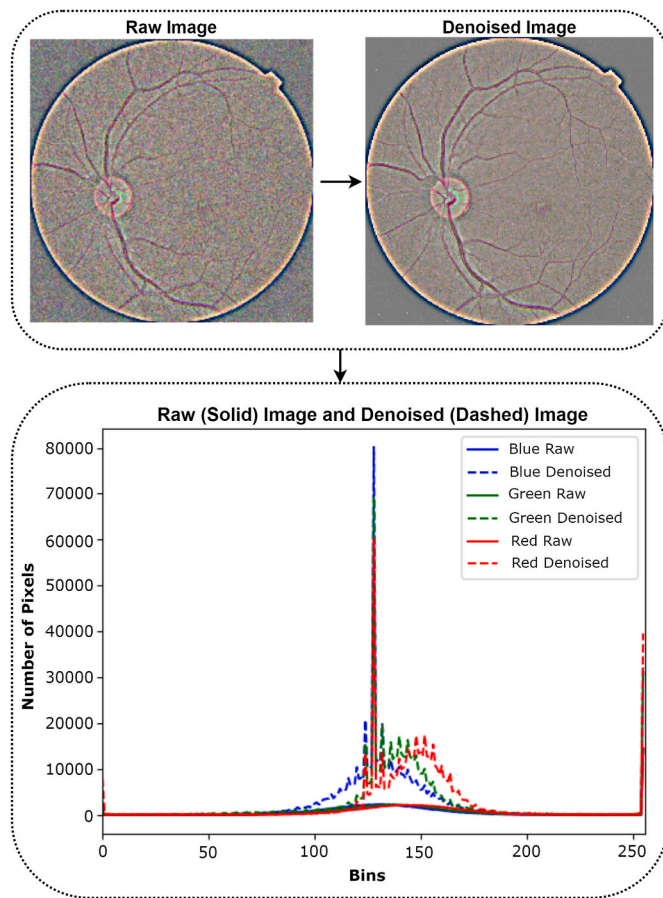 Raw Image
Denoised Image
Raw (Solid) Image and Denoised (Dashed) Image
Number of Pixels
80000
70000
60000
50000
40000
30000
20000
10000
0
Blue Raw
Blue Denoised
Green Raw
Green Denoised
Red Raw
Red Denoised
0
50
100
150
200
250
Bins